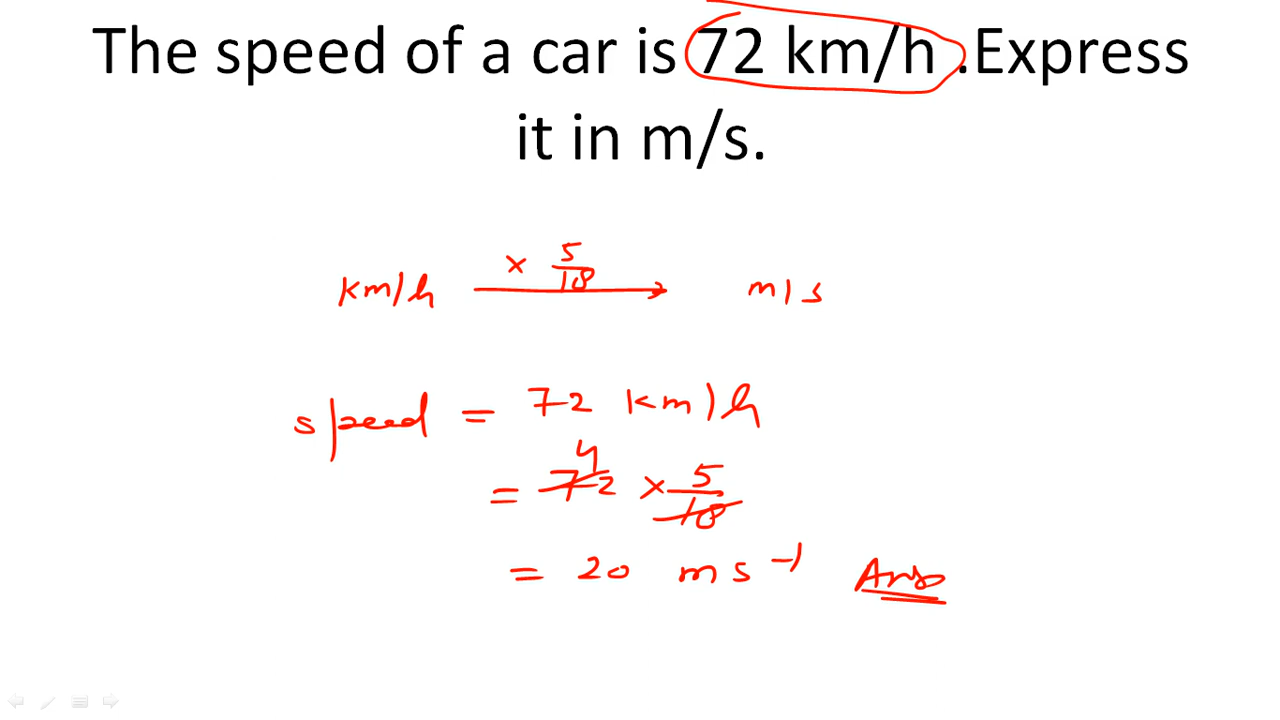 The speed of a car is 72 km/h .Express
it in m/s.
km/h × 5/18 → m/s
speed = 72 km/h
4
= 72 × 5/18
= 20 ms⁻¹ Ans